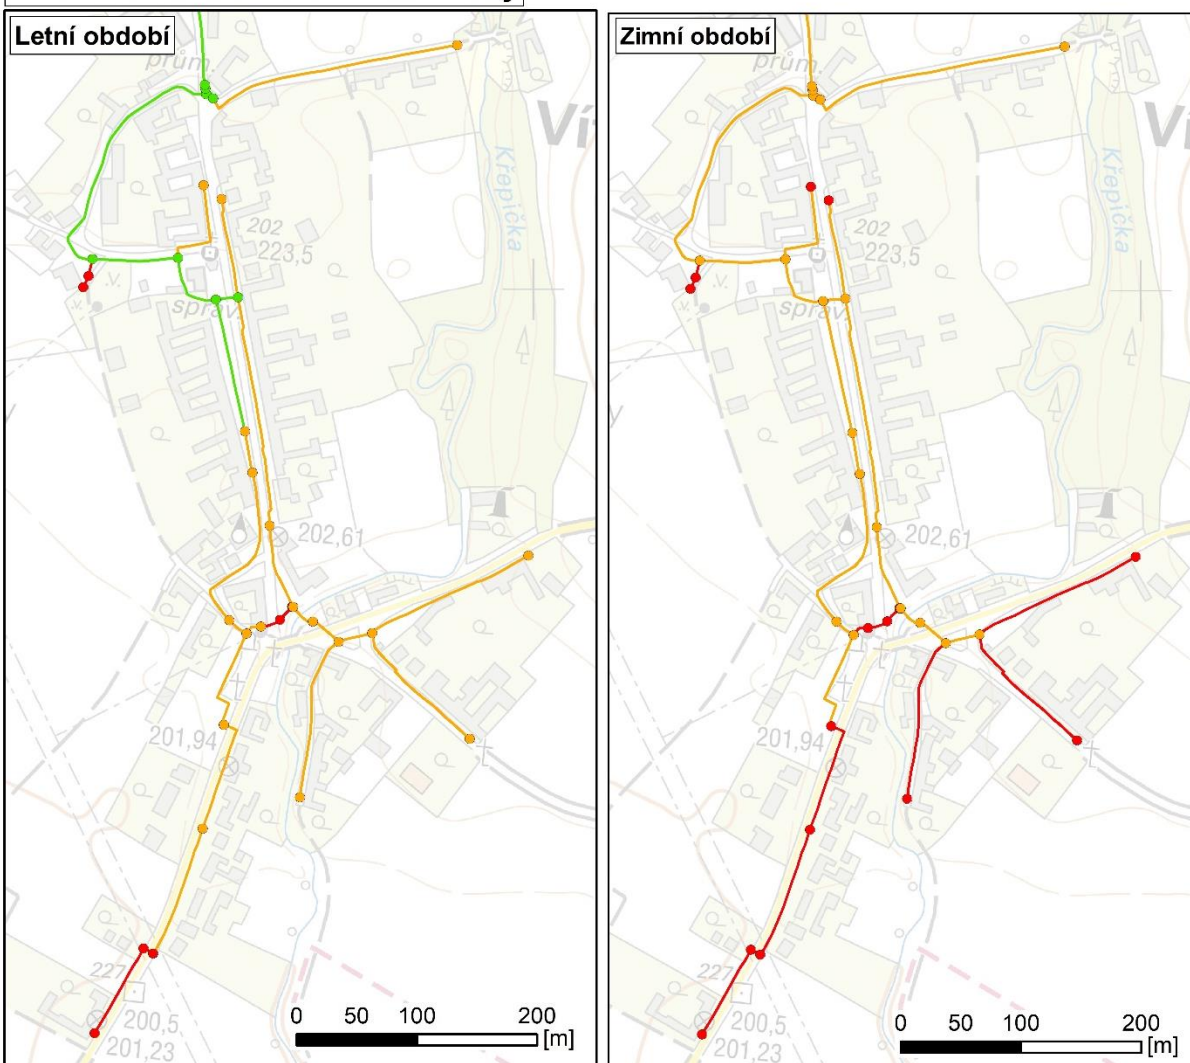 Letní období
prům.
Ví
Křepička
202
223,5
správ.
202,61
201,94
227
200,5
201,23
0 50 100 200
[m]
Zimní období
prům.
Ví
Křepička
202
223,5
správ.
202,61
201,94
227
200,5
201,23
0 50 100 200
[m]